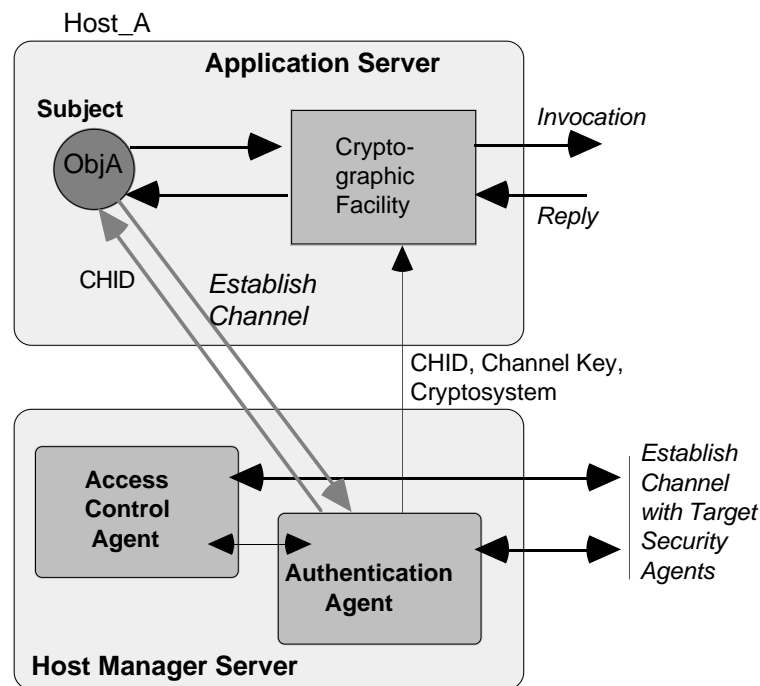 Host_A
Application Server
Subject
ObjA
Crypto-
graphic
Facility
Invocation
Reply
CHID
Establish
Channel
CHID, Channel Key,
Cryptosystem
Access
Control
Agent
Authentication
Agent
Establish
Channel
with Target
Security
Agents
Host Manager Server